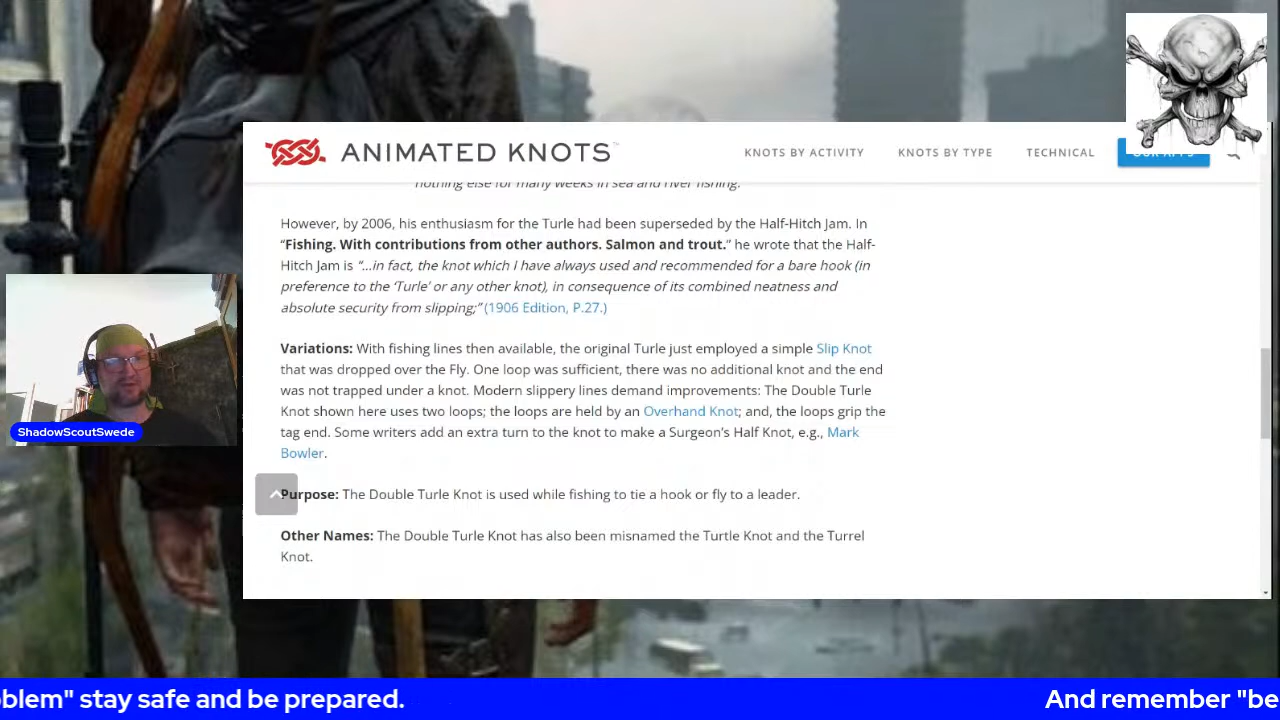 ANIMATED KNOTS
KNOTS BY ACTIVITY KNOTS BY TYPE TECHNICAL OUR APPS
nothing else for many weeks in sea and river fishing.
However, by 2006, his enthusiasm for the Turle had been superseded by the Half-Hitch Jam. In
“Fishing. With contributions from other authors. Salmon and trout.” he wrote that the Half-
Hitch Jam is “…in fact, the knot which I have always used and recommended for a bare hook (in
preference to the ‘Turle’ or any other knot), in consequence of its combined neatness and
absolute security from slipping;” (1906 Edition, P.27.)
Variations: With fishing lines then available, the original Turle just employed a simple Slip Knot
that was dropped over the Fly. One loop was sufficient, there was no additional knot and the end
was not trapped under a knot. Modern slippery lines demand improvements: The Double Turle
Knot shown here uses two loops; the loops are held by an Overhand Knot; and, the loops grip the
tag end. Some writers add an extra turn to the knot to make a Surgeon’s Half Knot, e.g., Mark
Bowler.
Purpose: The Double Turle Knot is used while fishing to tie a hook or fly to a leader.
Other Names: The Double Turle Knot has also been misnamed the Turtle Knot and the Turrel
Knot.
ShadowScoutSwede
oblem" stay safe and be prepared. And remember "be